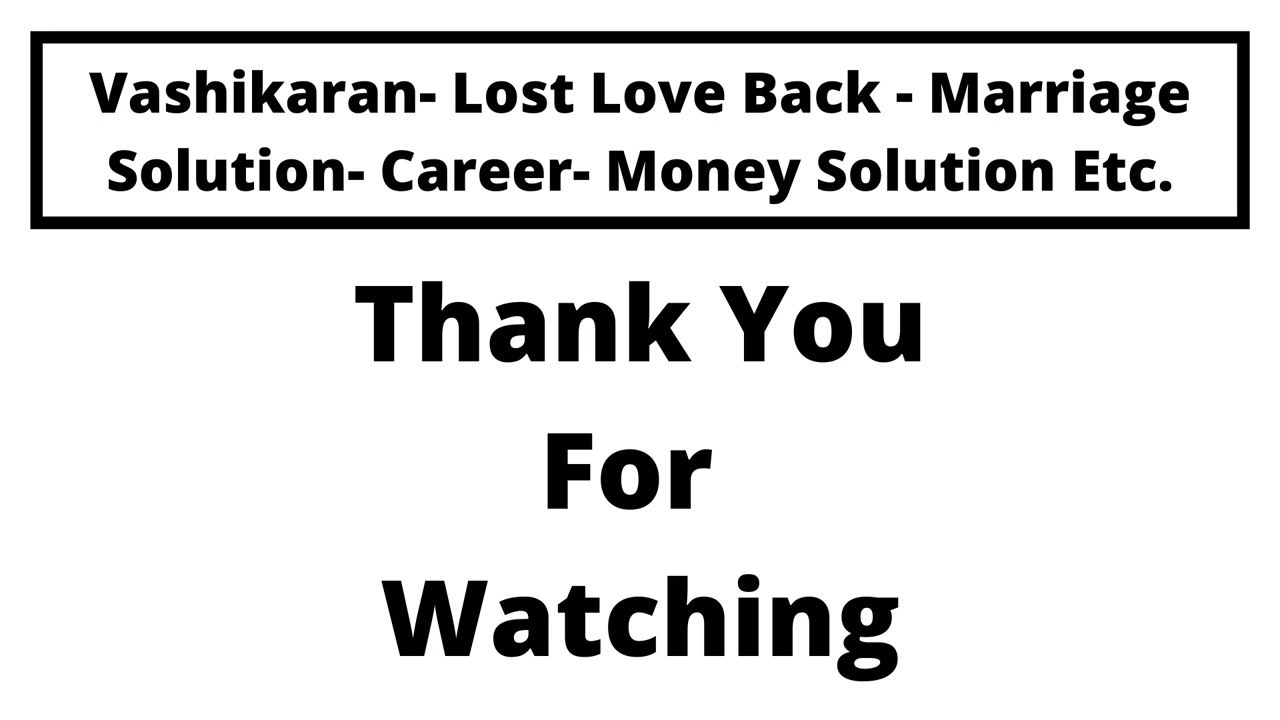 Vashikaran- Lost Love Back - Marriage
Solution- Career- Money Solution Etc.
Thank You
For
Watching